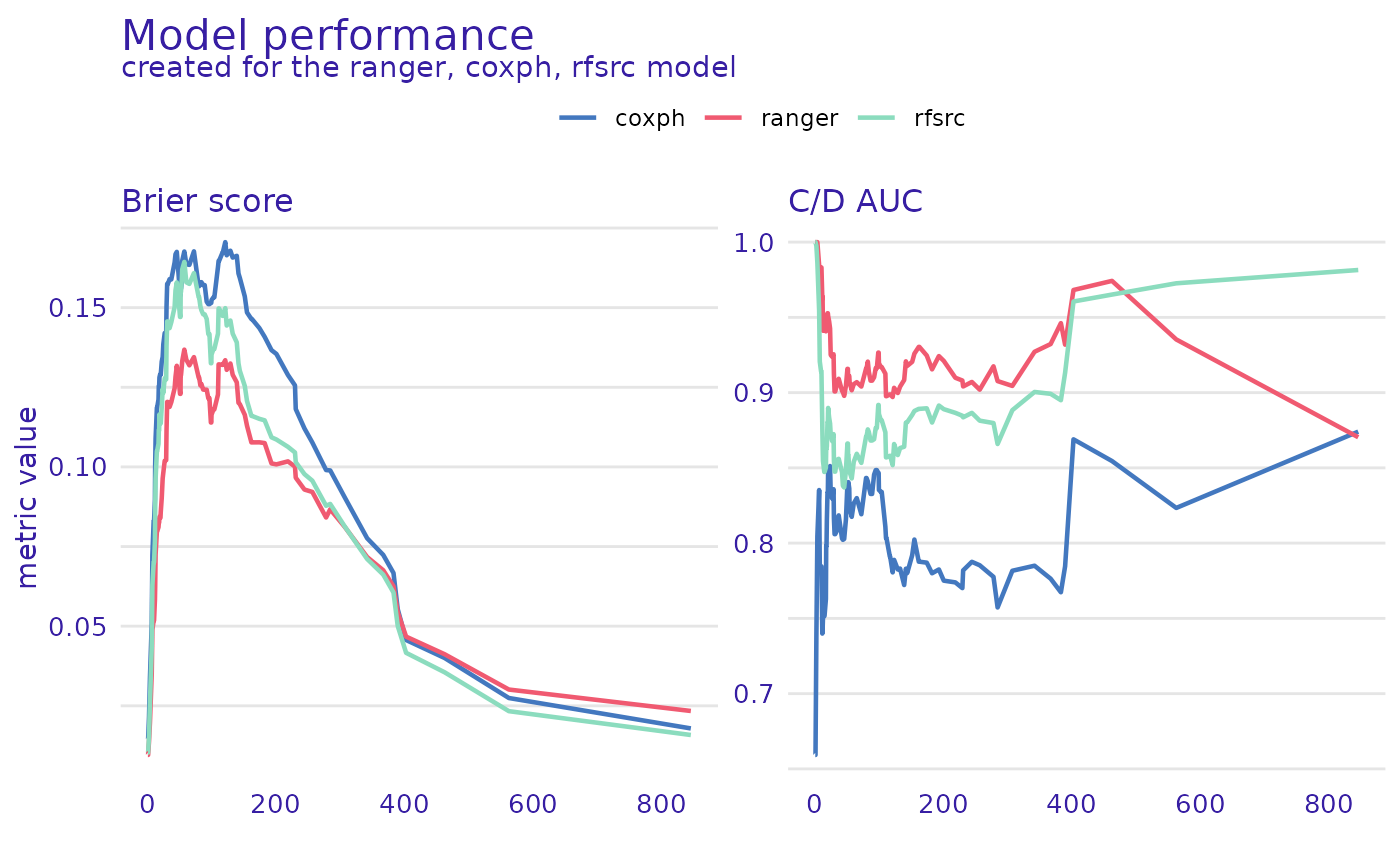 Model performance
created for the ranger, coxph, rfsrc model
coxph ranger rfsrc
Brier score
C/D AUC
metric value
0.15
0.10
0.05
0 200 400 600 800
1.0
0.9
0.8
0.7
0 200 400 600 800